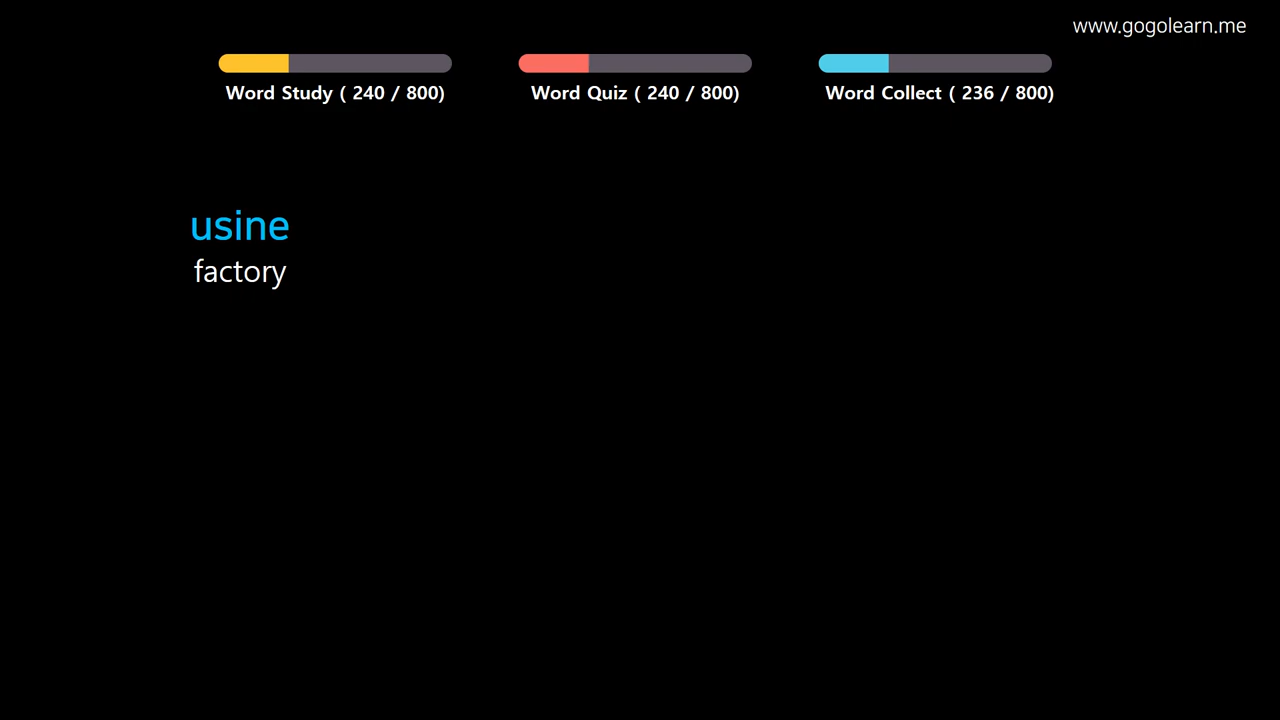 www.gogolearn.me
Word Study ( 240 / 800)
Word Quiz ( 240 / 800)
Word Collect ( 236 / 800)
usine
factory